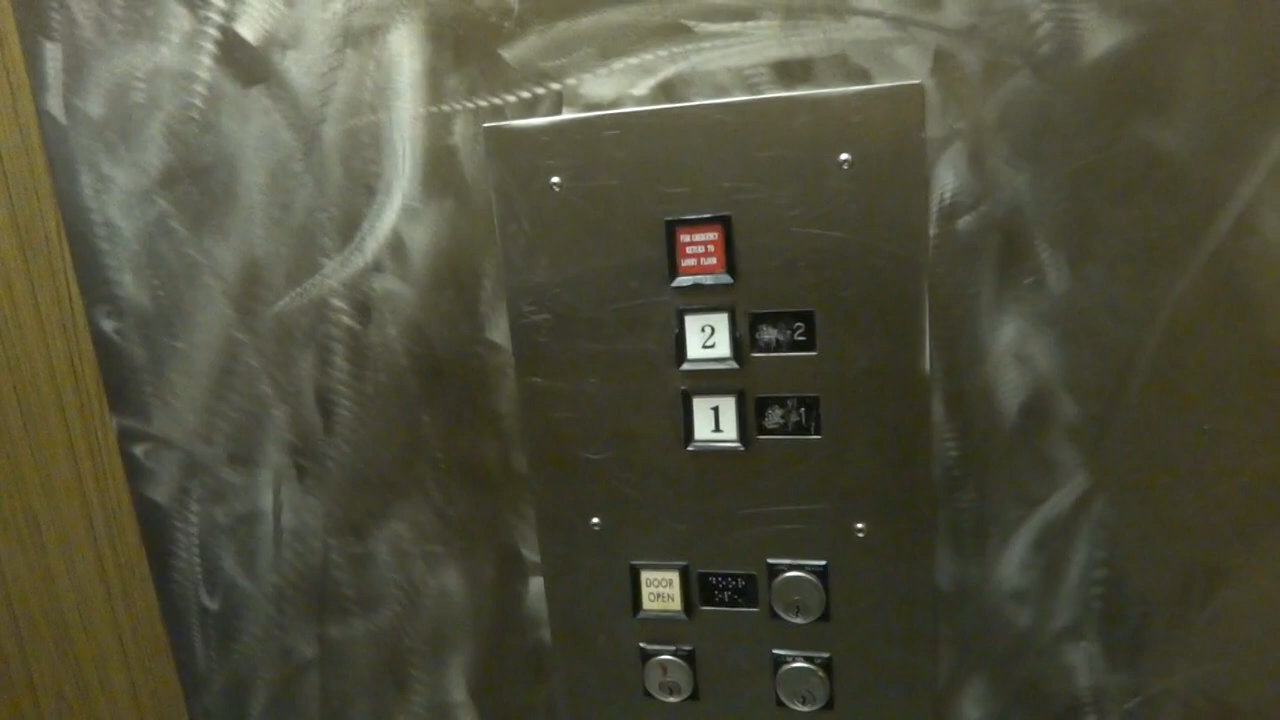 FOR EMERGENCY
RETURN TO
LOBBY FLOOR
2 2
1 1
DOOR
OPEN